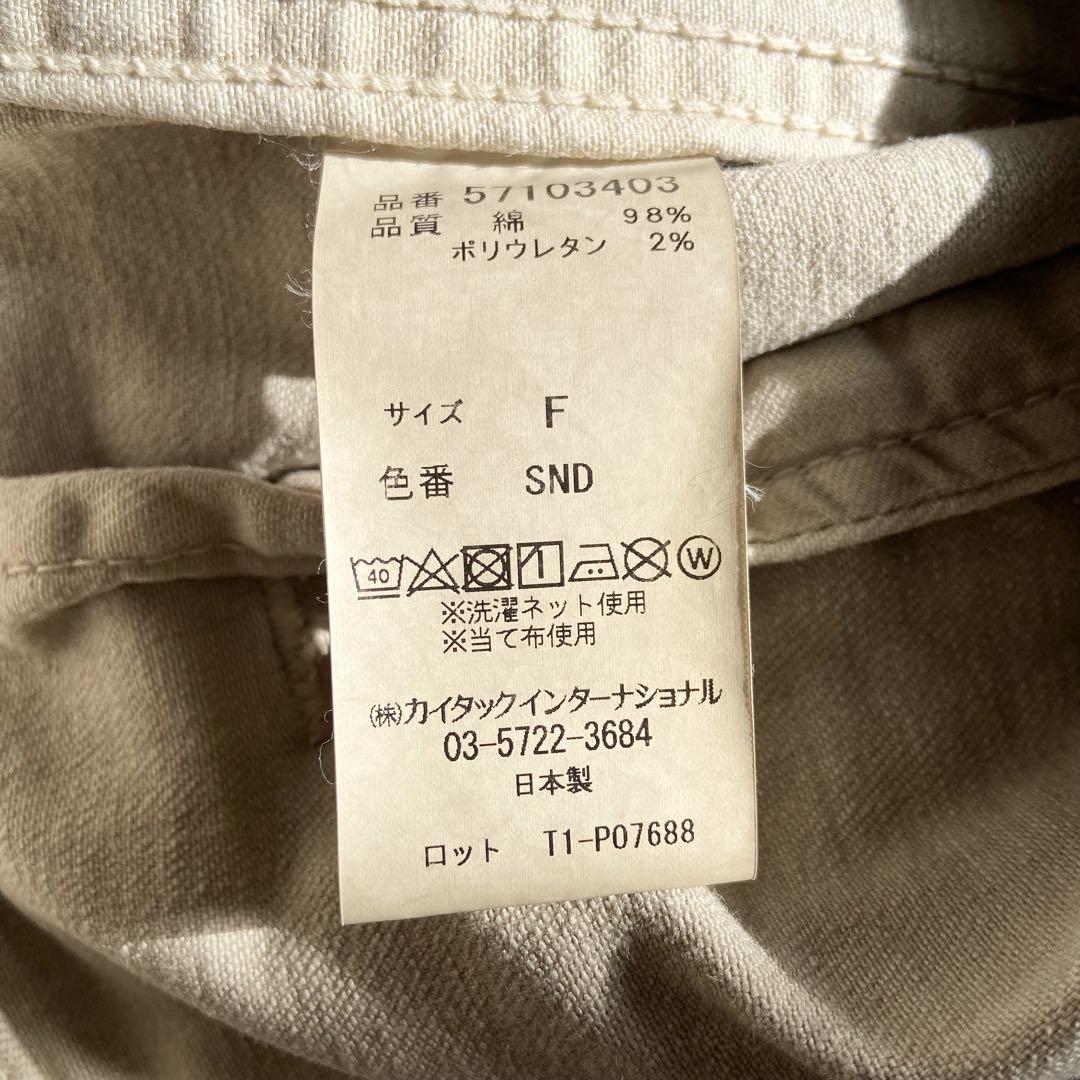 品番 57103403
品質 綿 98%
ポリウレタン 2%
サイズ F
色番 SND
40 W
※洗濯ネット使用
※当て布使用
㈱カイタックインターナショナル
03-5722-3684
日本製
ロット T1-P07688